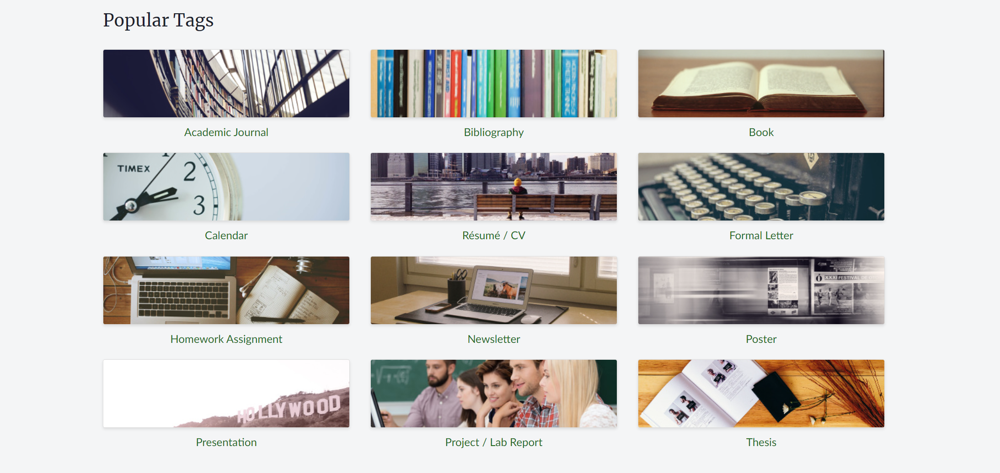 Popular Tags
Academic Journal
Bibliography
Book
TIMEX
2
3
Calendar
Résumé / CV
Formal Letter
Homework Assignment
Newsletter
XXXI FESTIVAL DE
Poster
HOLLYWOOD
Presentation
Project / Lab Report
Thesis